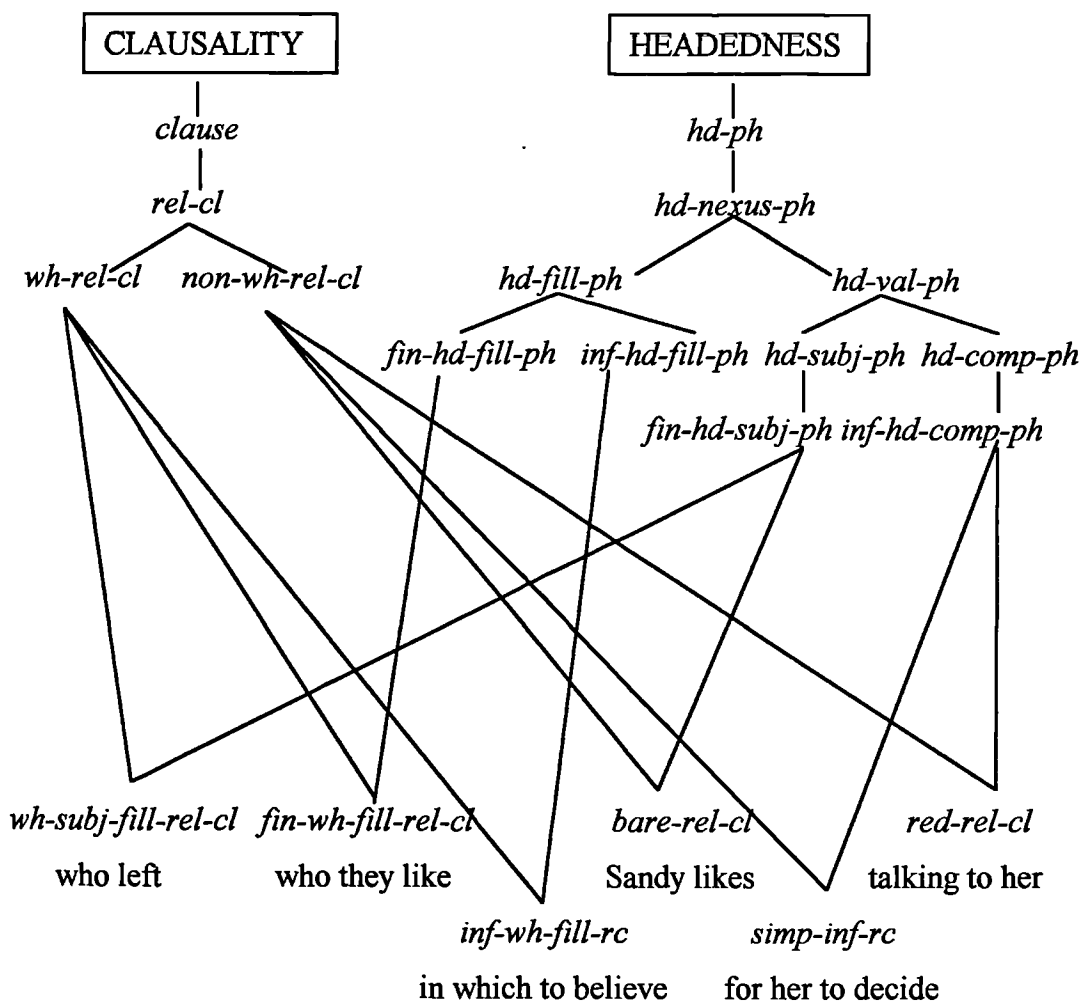 CLAUSALITY HEADEDNESS
clause hd-ph
rel-cl hd-nexus-ph
wh-rel-cl non-wh-rel-cl hd-fill-ph hd-val-ph
fin-hd-fill-ph inf-hd-fill-ph hd-subj-ph hd-comp-ph
fin-hd-subj-ph inf-hd-comp-ph
wh-subj-fill-rel-cl fin-wh-fill-rel-cl bare-rel-cl red-rel-cl
who left who they like Sandy likes talking to her
inf-wh-fill-rc simp-inf-rc
in which to believe for her to decide